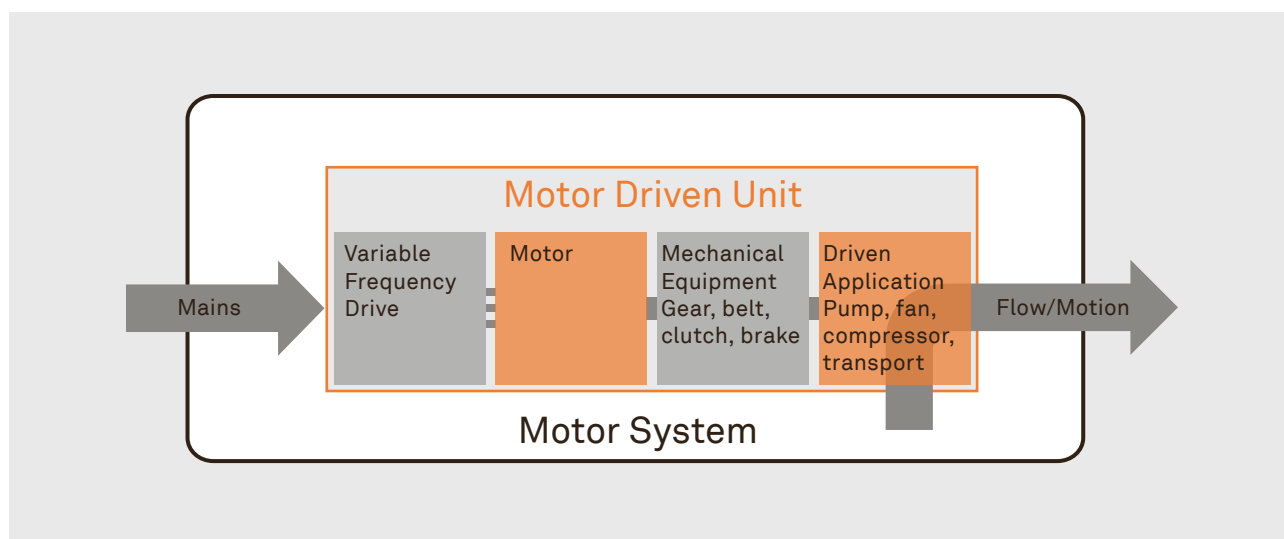 Motor Driven Unit
Mains
Variable
Frequency
Drive
Motor
Mechanical
Equipment
Gear, belt,
clutch, brake
Driven
Application
Pump, fan,
compressor,
transport
Flow/Motion
Motor System